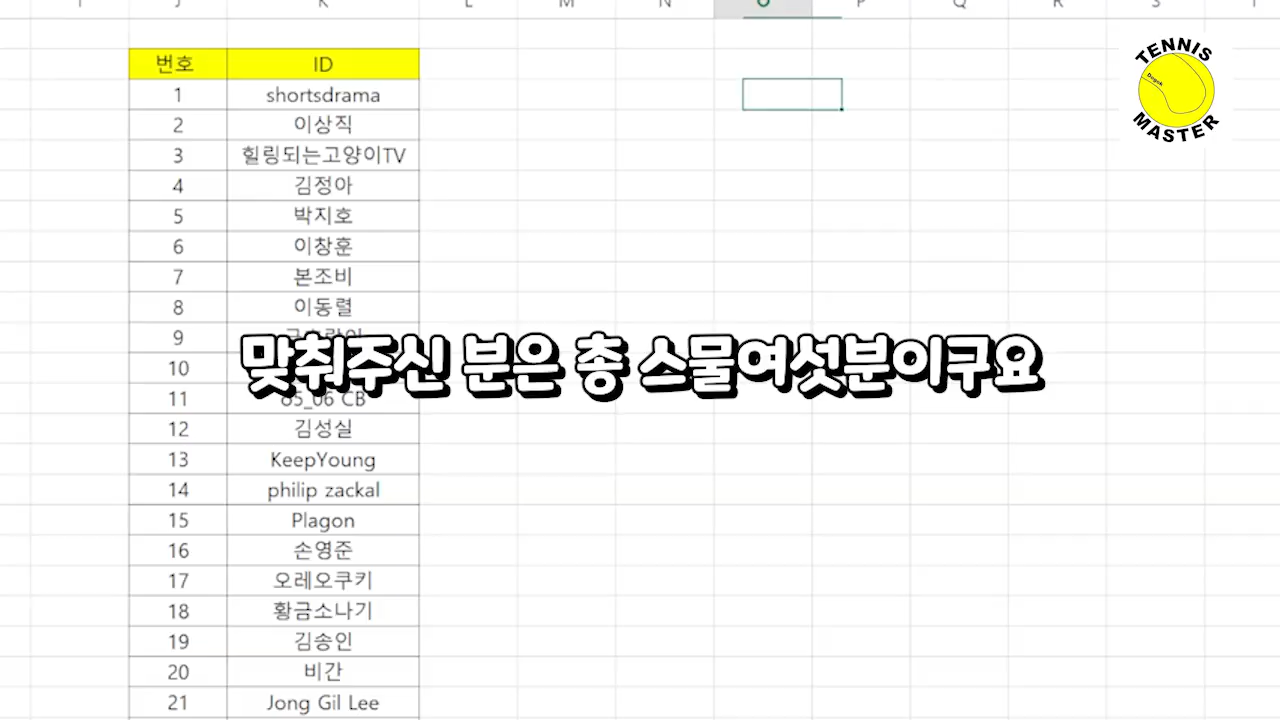 J K L M N O P Q R S
번호 ID
1 shortsdrama
2 이상직
3 힐링되는고양이TV
4 김정아
5 박지호
6 이창훈
7 본조비
8 이동렬
9
맞춰주신 분은 총 스물여섯분이쿠요
10
11 65_06 CB
12 김성실
13 KeepYoung
14 philip zackal
15 Plagon
16 손영준
17 오레오쿠키
18 황금소나기
19 김송인
20 비간
21 Jong Gil Lee
TENNIS
MASTER